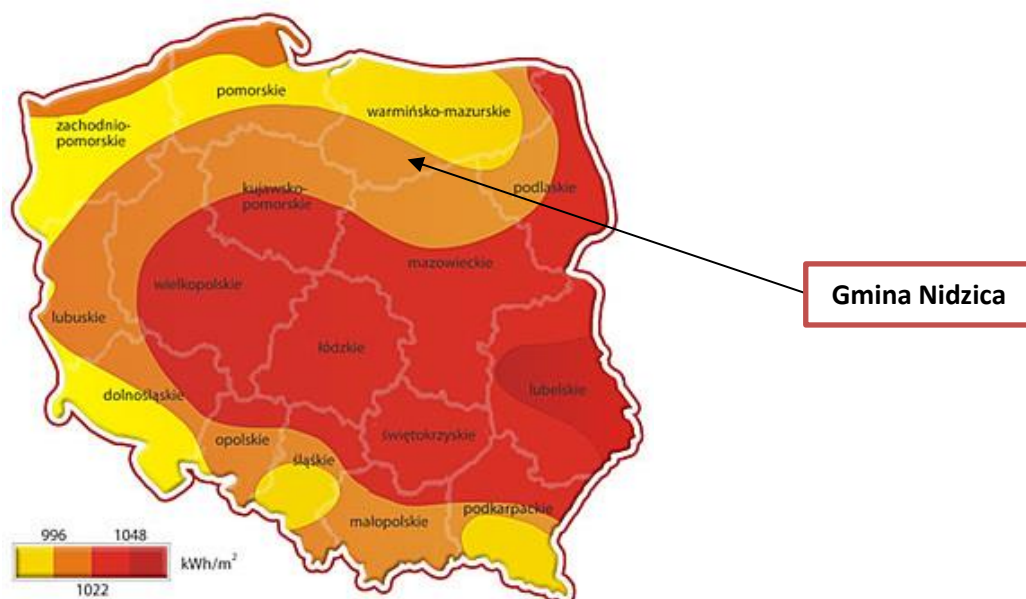 pomorskie
warmińsko-mazurskie
zachodnio-
pomorskie
kujawsko-
pomorskie
podlaskie
mazowieckie
wielkopolskie
Gmina Nidzica
lubuskie
łódzkie
lubelskie
dolnośląskie
opolskie
świętokrzyskie
śląskie
podkarpackie
małopolskie
996 1048
kWh/m²
1022